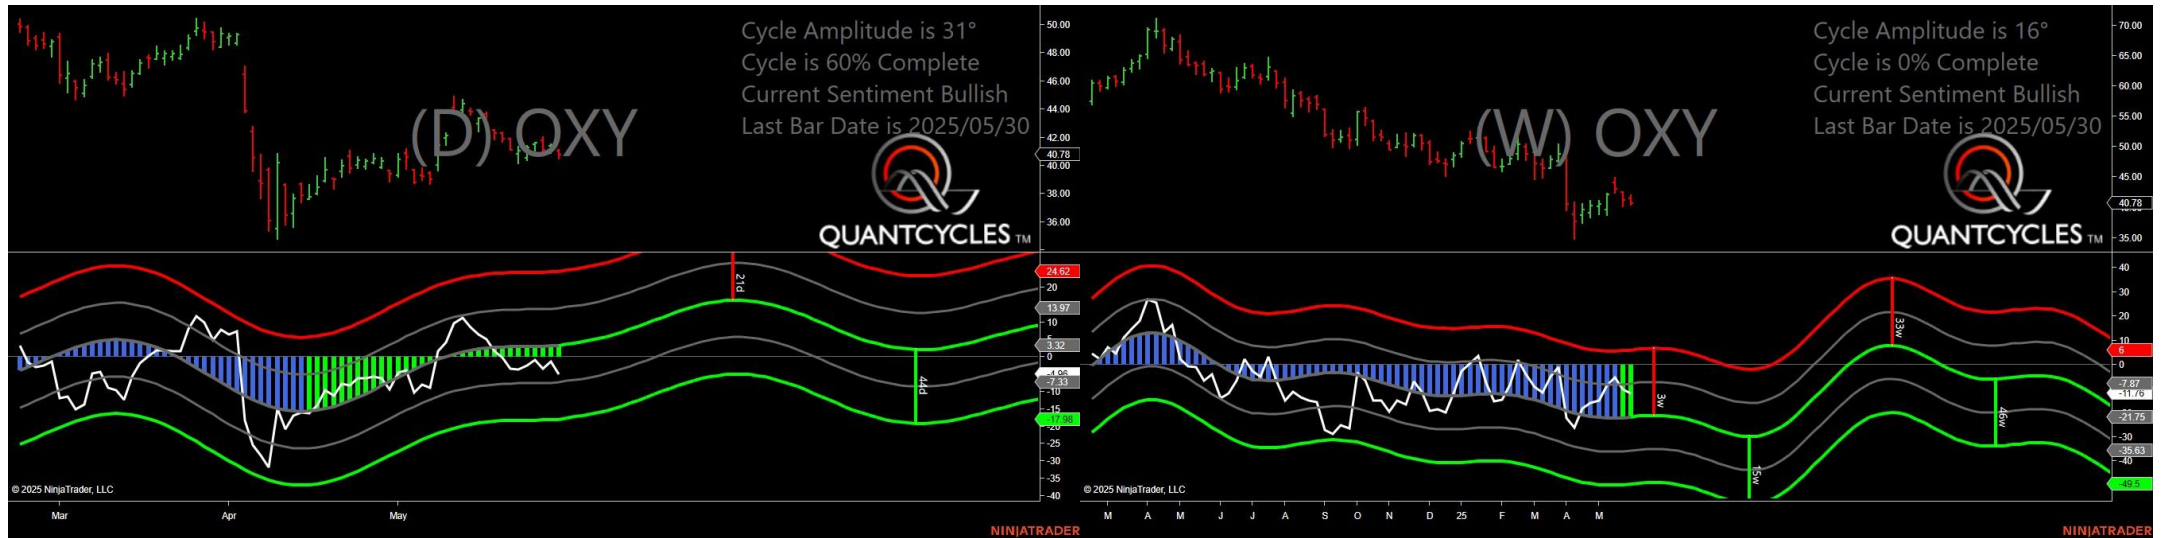 Cycle Amplitude is 31°
Cycle is 60% Complete
Current Sentiment Bullish
Last Bar Date is 2025/05/30
(D) OXY
QUANTCYCLES TM
50.00
48.00
46.00
44.00
42.00
40.78
40.00
38.00
36.00
24.62
20
13.97
10
5
3.32
0
-4.96
-7.33
-10
-15
-17.98
-20
-25
-30
-35
-40
21d
44d
© 2025 NinjaTrader, LLC
Mar Apr May
NINJATRADER
Cycle Amplitude is 16°
Cycle is 0% Complete
Current Sentiment Bullish
Last Bar Date is 2025/05/30
(W) OXY
QUANTCYCLES TM
70.00
65.00
60.00
55.00
50.00
45.00
40.78
35.00
40
30
20
10
6
0
-7.87
-11.76
-21.75
-30
-35.63
-40
-49.5
3w
15w
33w
46w
© 2025 NinjaTrader, LLC
M A M J J A S O N D 25 F M A M
NINJATRADER